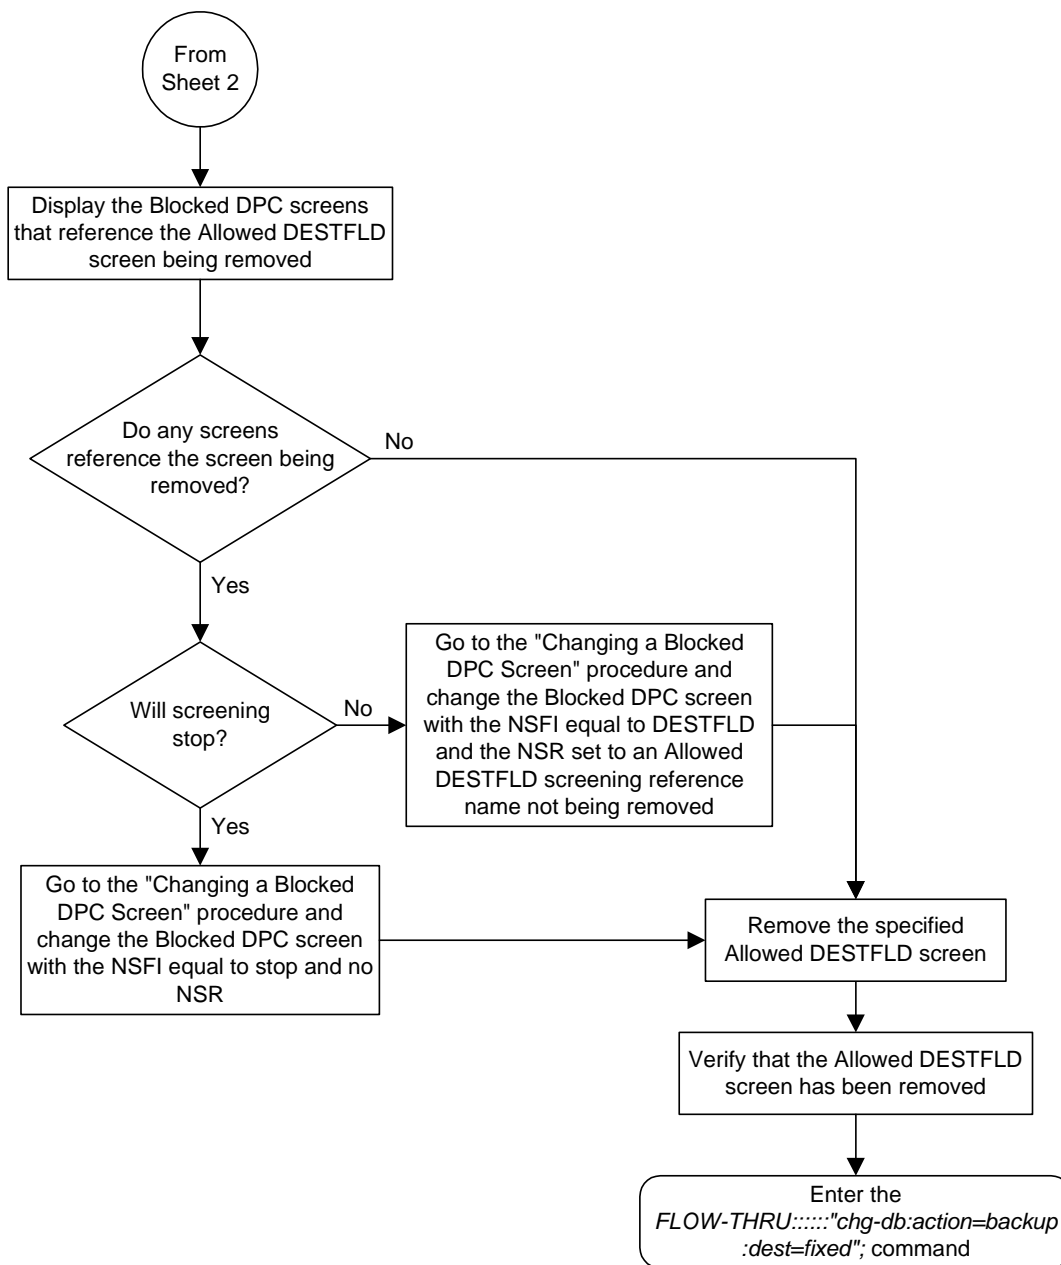 From
Sheet 2
Display the Blocked DPC screens
that reference the Allowed DESTFLD
screen being removed
Do any screens
reference the screen being
removed?
No
Yes
Will screening
stop?
No
Go to the "Changing a Blocked
DPC Screen" procedure and
change the Blocked DPC screen
with the NSFI equal to DESTFLD
and the NSR set to an Allowed
DESTFLD screening reference
name not being removed
Yes
Go to the "Changing a Blocked
DPC Screen" procedure and
change the Blocked DPC screen
with the NSFI equal to stop and no
NSR
Remove the specified
Allowed DESTFLD screen
Verify that the Allowed DESTFLD
screen has been removed
Enter the
FLOW-THRU::::::"chg-db:action=backup
:dest=fixed"; command